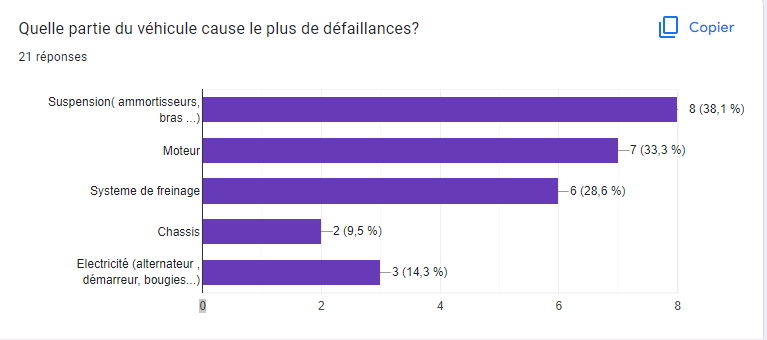 Quelle partie du véhicule cause le plus de défaillances?
Copier
21 réponses
Suspension( ammortisseurs,
bras ...)
8 (38,1 %)
Moteur
7 (33,3 %)
Systeme de freinage
6 (28,6 %)
Chassis
2 (9,5 %)
Electricité (alternateur ,
démarreur, bougies...)
3 (14,3 %)
0 2 4 6 8